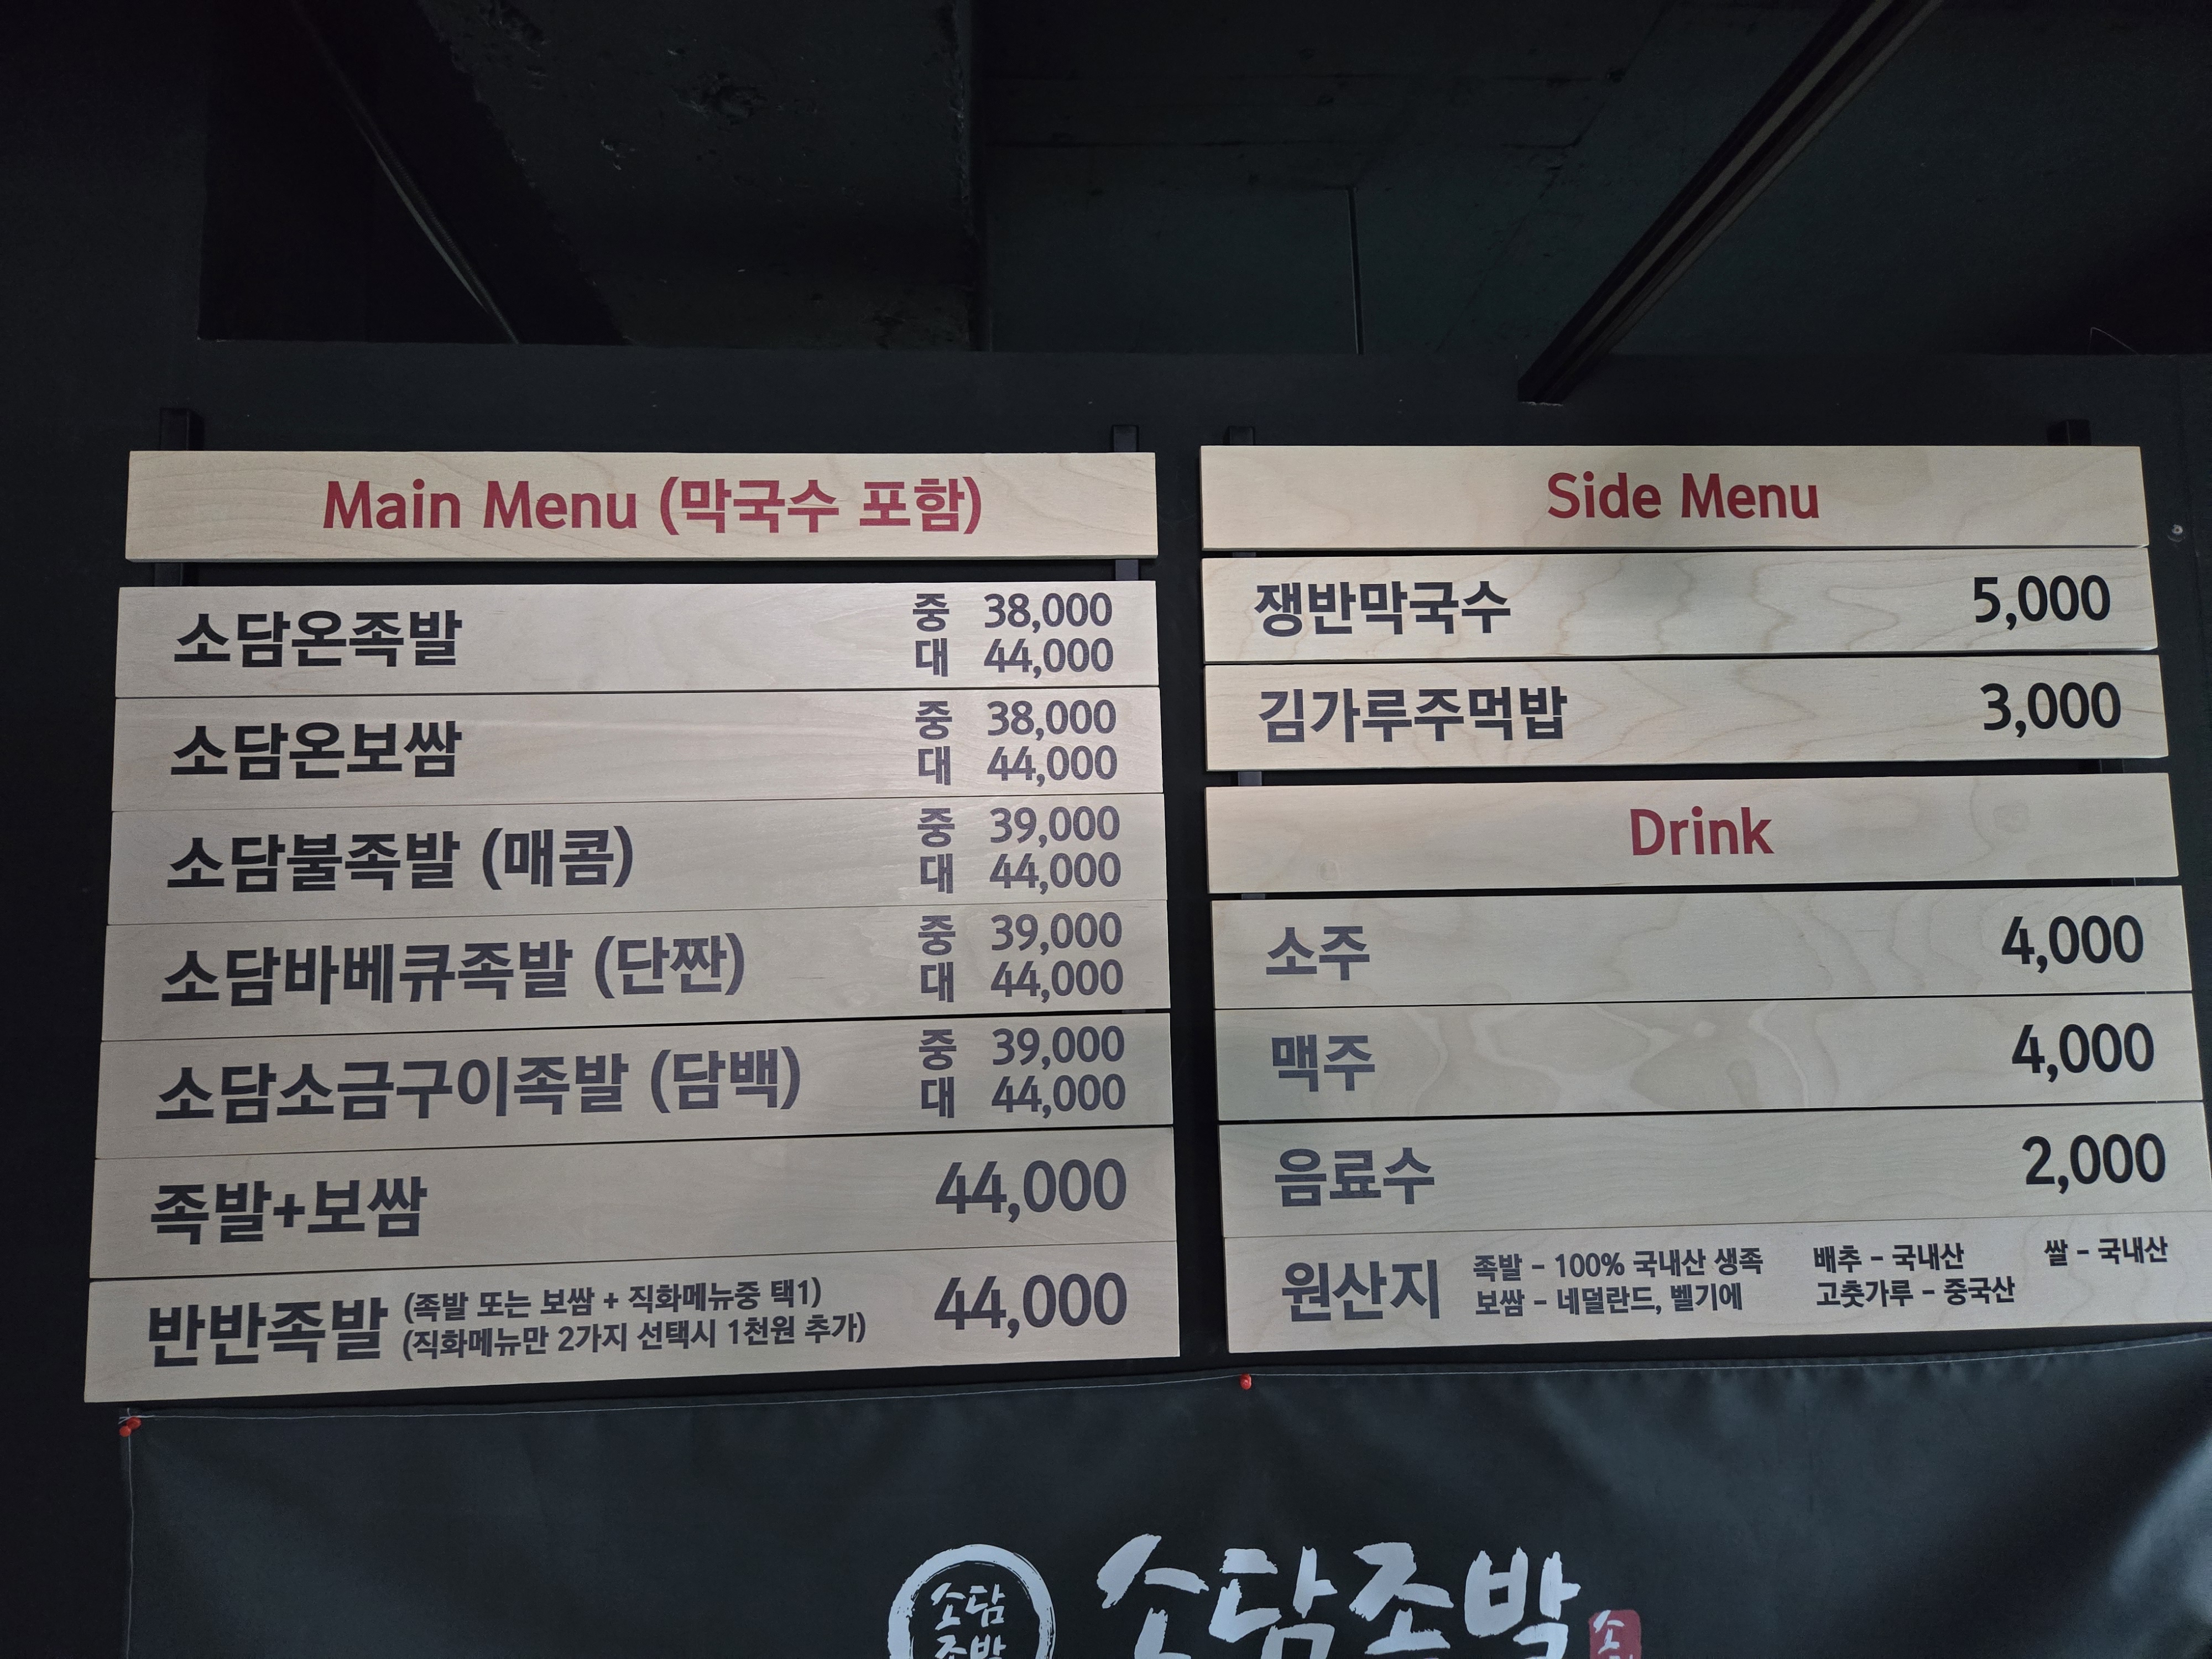 Main Menu (막국수 포함)
소담온족발 중 38,000
대 44,000
소담온보쌈 중 38,000
대 44,000
소담불족발 (매콤) 중 39,000
대 44,000
소담바베큐족발 (단짠) 중 39,000
대 44,000
소담소금구이족발 (담백) 중 39,000
대 44,000
족발+보쌈 44,000
반반족발 (족발 또는 보쌈 + 직화메뉴중 택1) 44,000
(직화메뉴만 2가지 선택시 1천원 추가)
Side Menu
쟁반막국수 5,000
김가루주먹밥 3,000
Drink
소주 4,000
맥주 4,000
음료수 2,000
원산지 족발 - 100% 국내산 생족 배추 - 국내산 쌀 - 국내산
보쌈 - 네덜란드, 벨기에 고춧가루 - 중국산
소담
소담족발